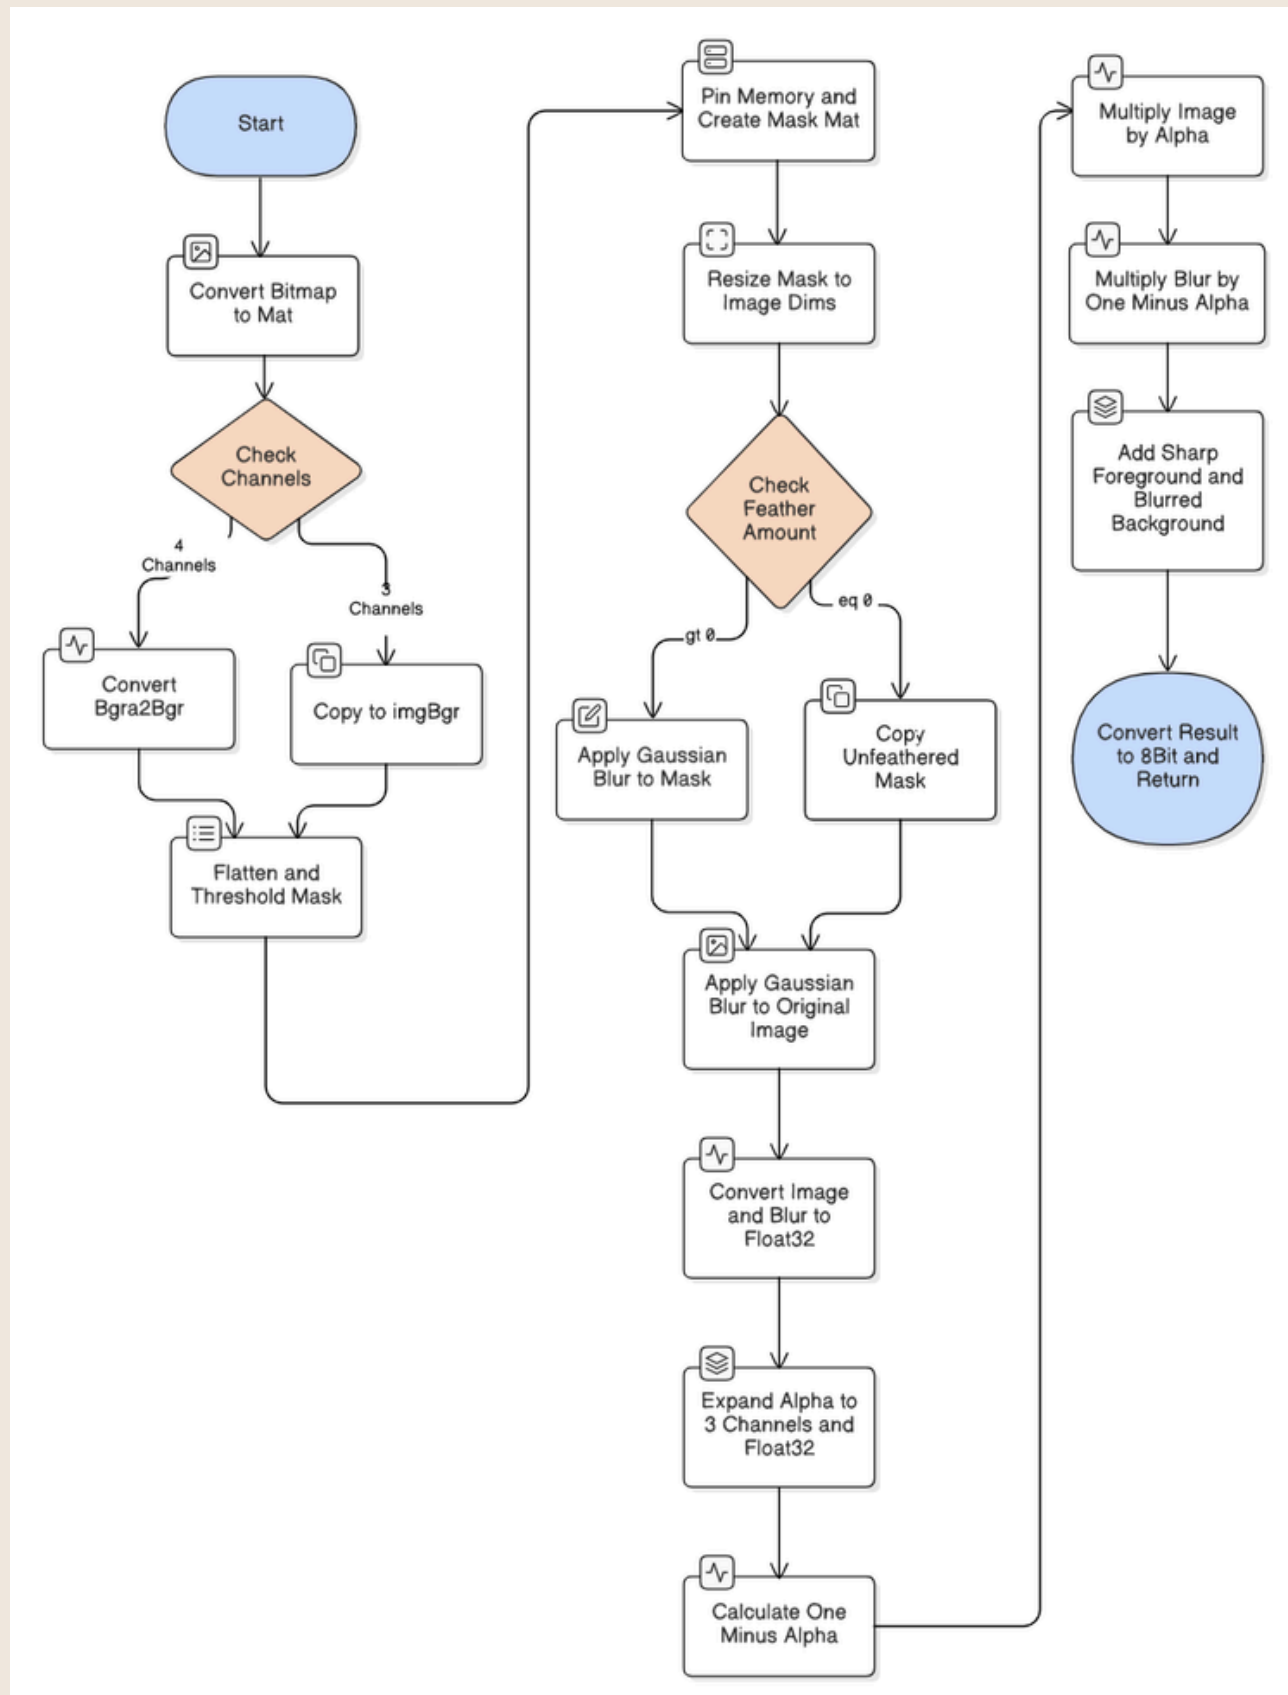 Start
Convert Bitmap
to Mat
Check
Channels
4
Channels
3
Channels
Convert
Bgra2Bgr
Copy to imgBgr
Flatten and
Threshold Mask
Pin Memory and
Create Mask Mat
Resize Mask to
Image Dims
Check
Feather
Amount
gt 0
eq 0
Apply Gaussian
Blur to Mask
Copy
Unfeathered
Mask
Apply Gaussian
Blur to Original
Image
Convert Image
and Blur to
Float32
Expand Alpha to
3 Channels and
Float32
Calculate One
Minus Alpha
Multiply Image
by Alpha
Multiply Blur by
One Minus Alpha
Add Sharp
Foreground and
Blurred
Background
Convert Result
to 8Bit and
Return